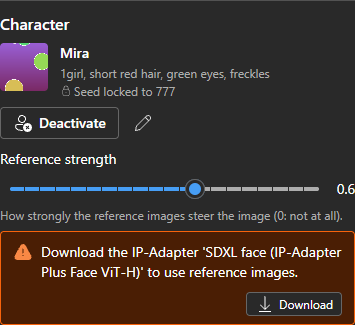 Character
Mira
1girl, short red hair, green eyes, freckles
Seed locked to 777
Deactivate
Reference strength
0.6
How strongly the reference images steer the image (0: not at all).
Download the IP-Adapter 'SDXL face (IP-Adapter
Plus Face ViT-H)' to use reference images.
Download